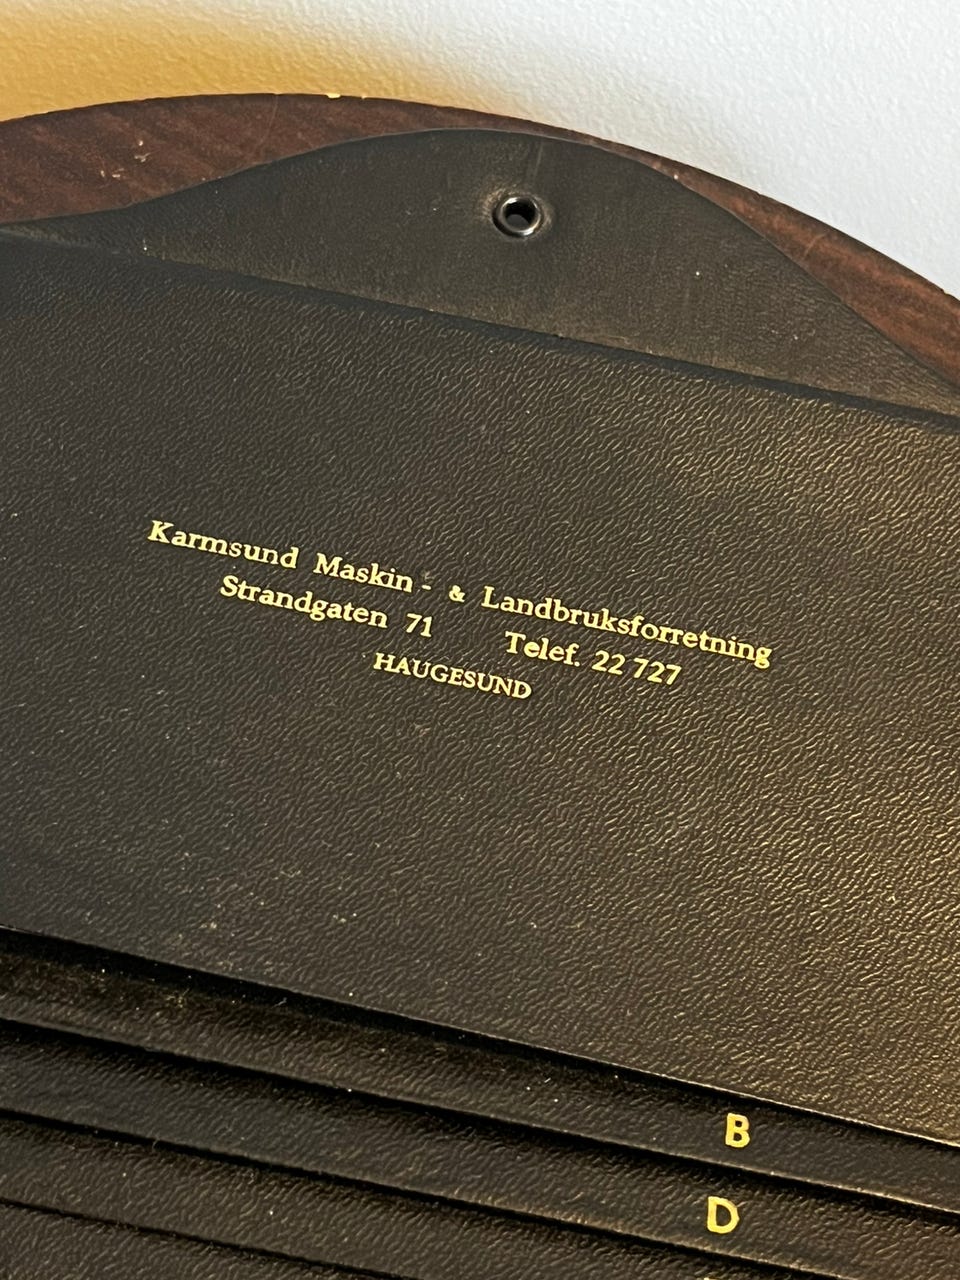 Karmsund Maskin- & Landbruksforretning
Strandgaten 71 Telef. 22 727
HAUGESUND
B
D